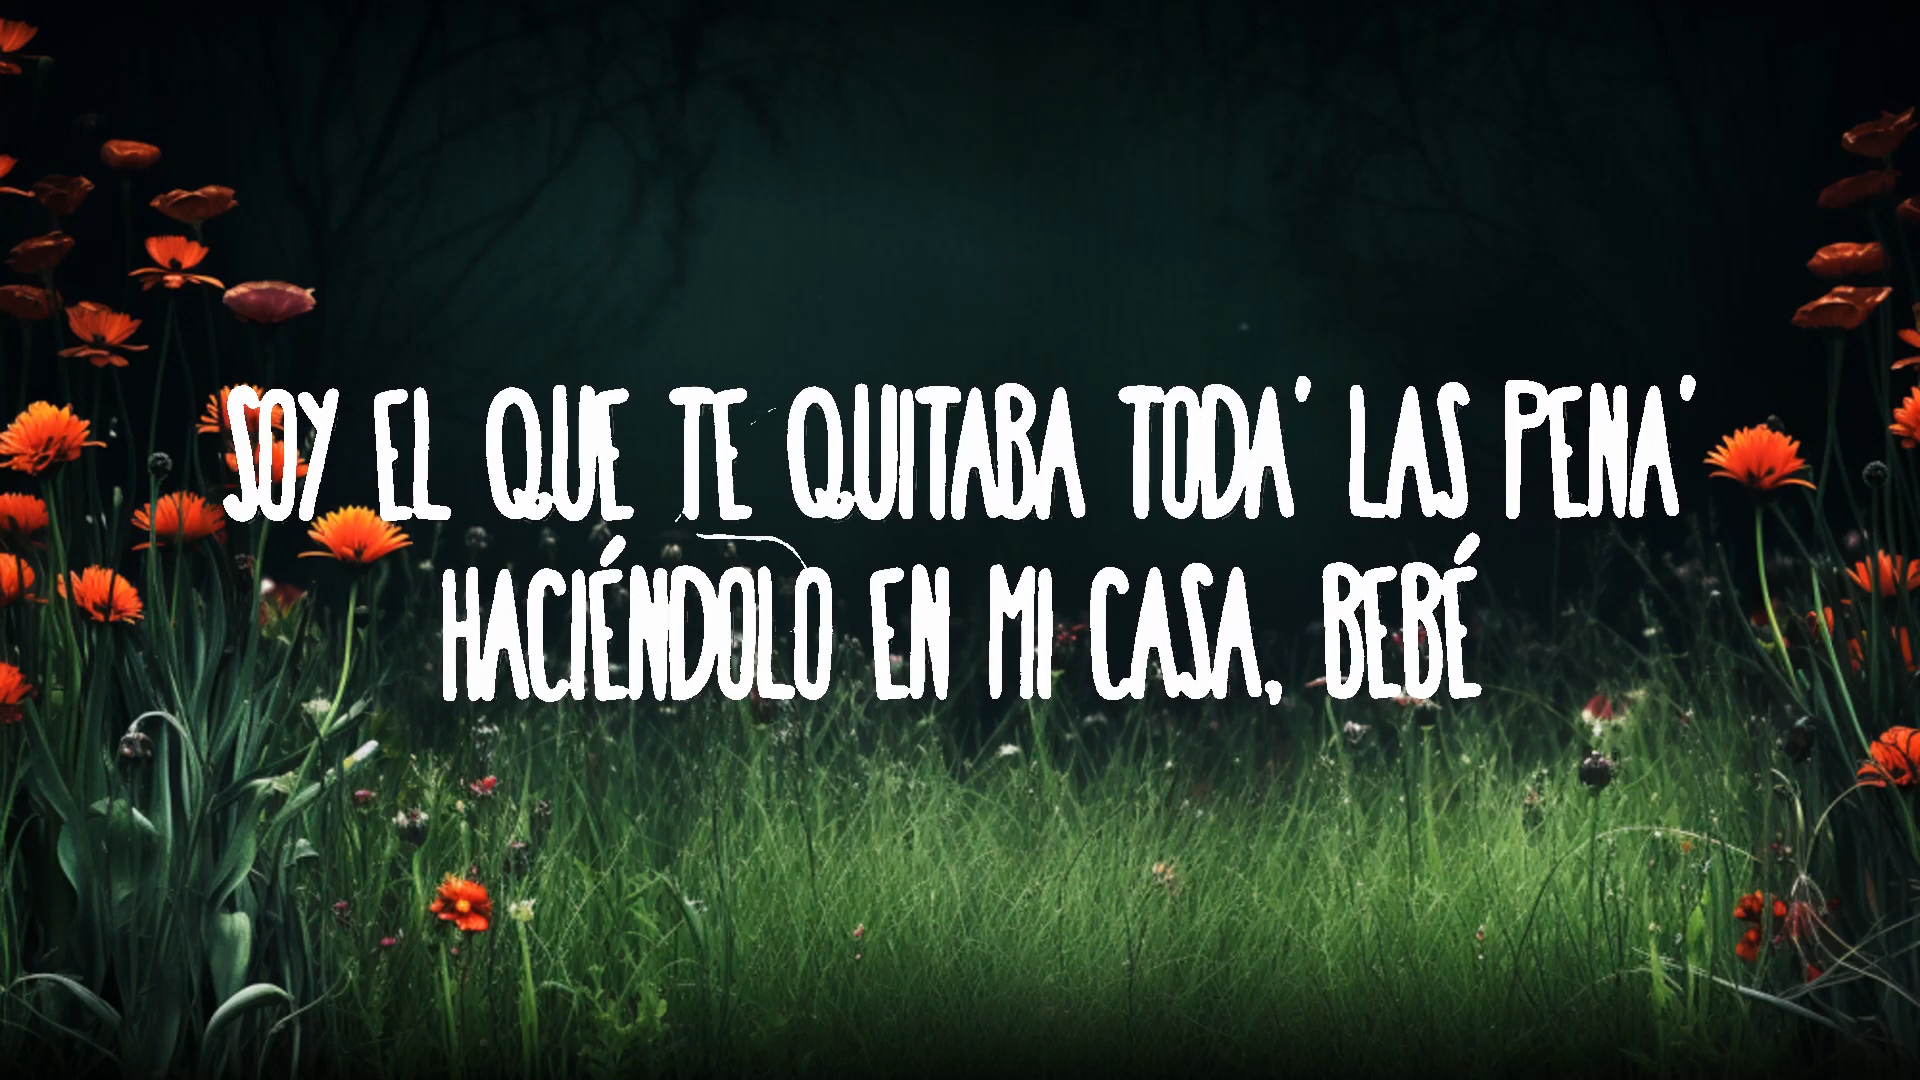 SOY EL QUE TE QUITABA TODA' LAS PENA'
HACIÉNDOLO EN MI CASA, BEBÉ